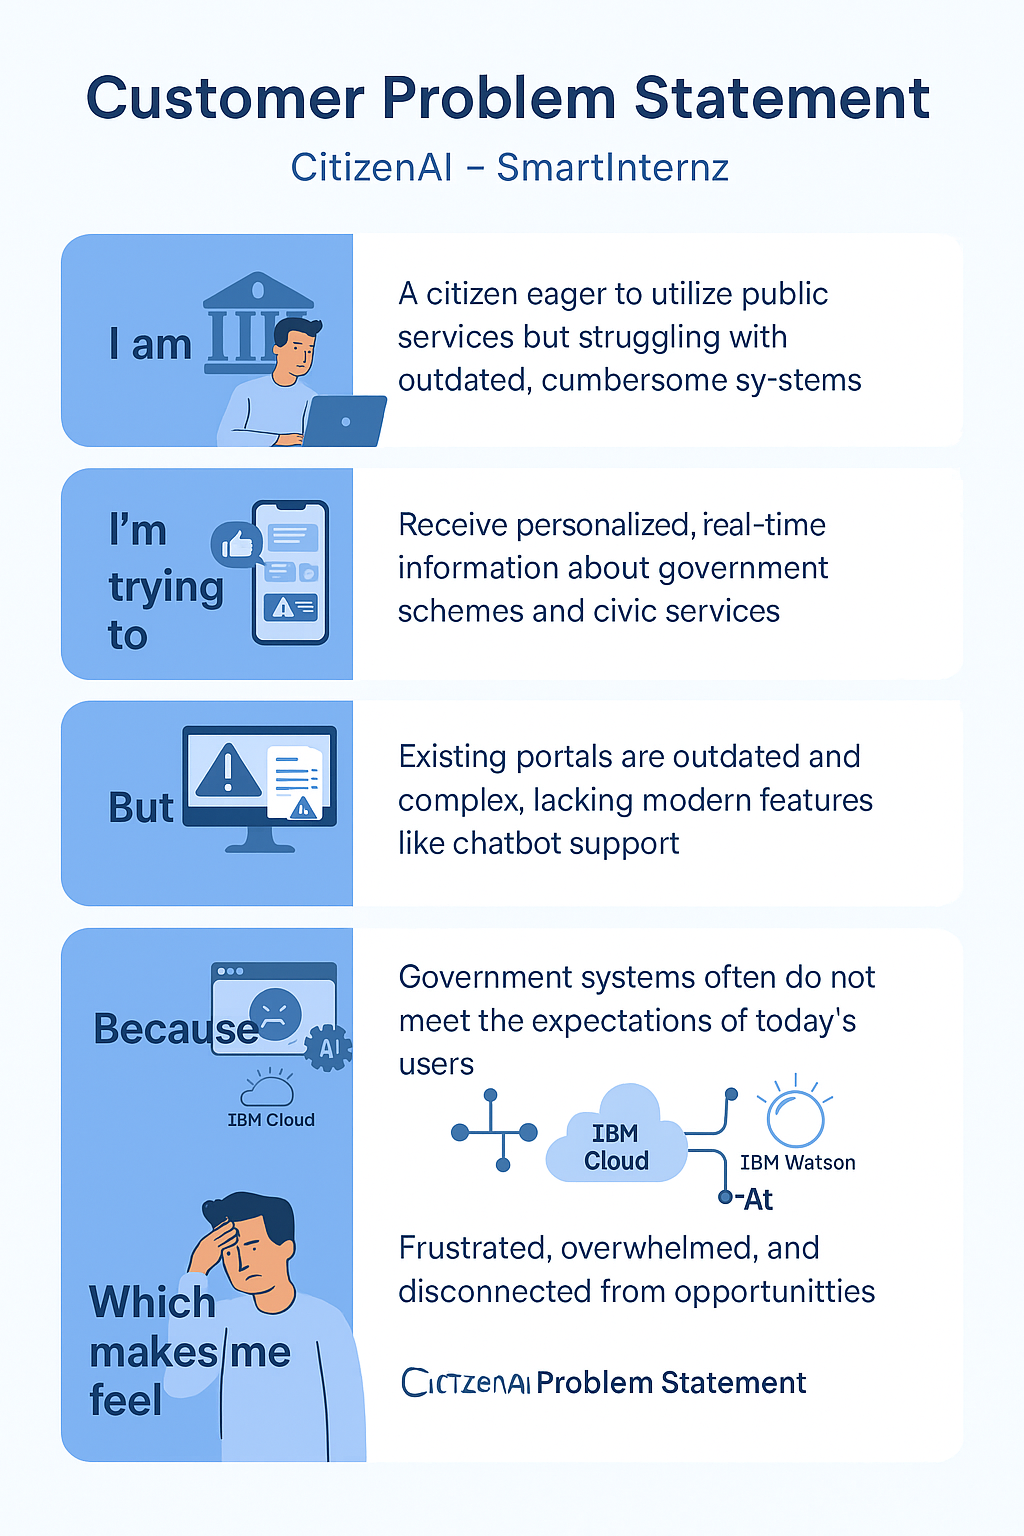 Customer Problem Statement
CitizenAI – SmartInternz
I am
A citizen eager to utilize public
services but struggling with
outdated, cumbersome sy-stems
I'm
trying
to
Receive personalized, real-time
information about government
schemes and civic services
But
Existing portals are outdated and
complex, lacking modern features
like chatbot support
Because
AI
IBM Cloud
Government systems often do not
meet the expectations of today's
users
IBM
Cloud
IBM Watson
-At
Which
makes me
feel
Frustrated, overwhelmed, and
disconnected from opportunitties
CitizenAI Problem Statement